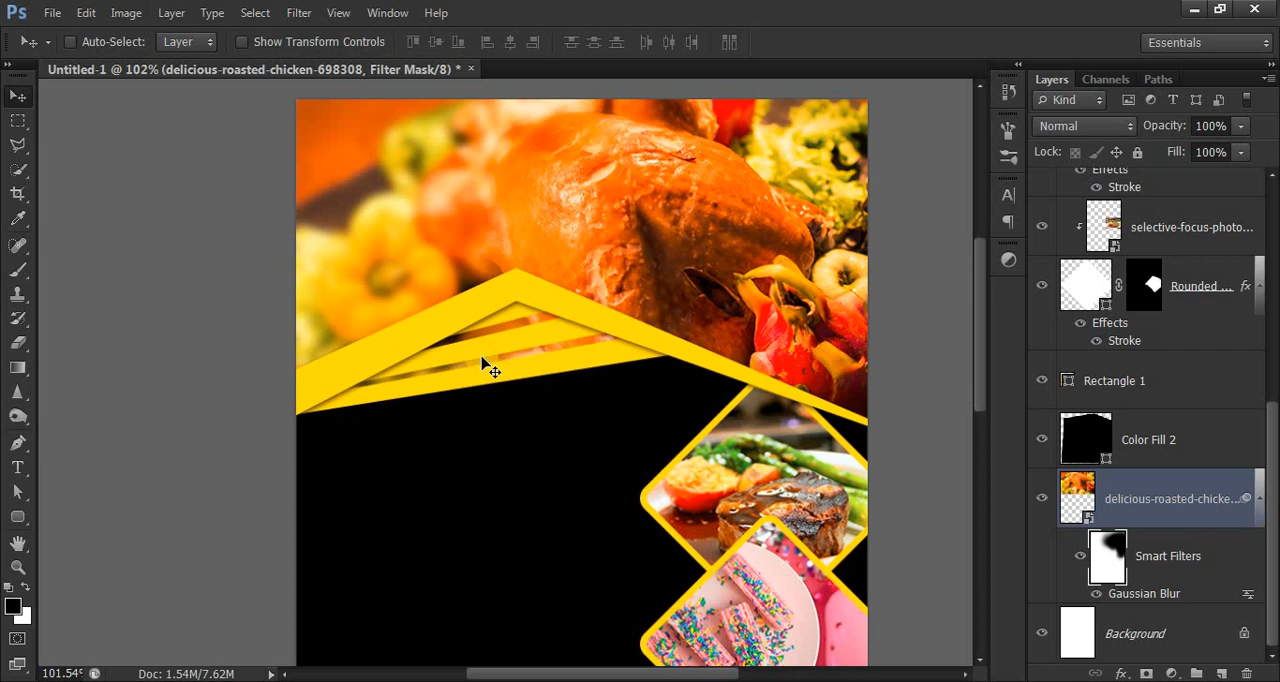 Ps File Edit Image Layer Type Select Filter View Window Help
Auto-Select: Layer Show Transform Controls Essentials
Untitled-1 @ 102% (delicious-roasted-chicken-698308, Filter Mask/8) * ×
Layers Channels Paths
Kind
Normal Opacity: 100%
Lock: Fill: 100%
Effects
Stroke
selective-focus-photo...
Rounded ... fx
Effects
Stroke
Rectangle 1
Color Fill 2
delicious-roasted-chicke...
Smart Filters
Gaussian Blur
Background
101.54% Doc: 1.54M/7.62M